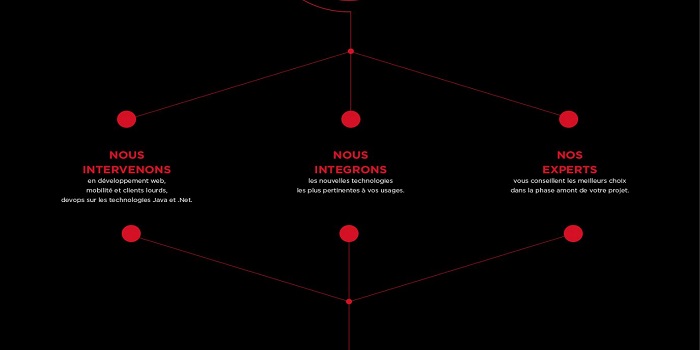 NOUS
INTERVENONS
en développement web,
mobilité et clients lourds,
devops sur les technologies Java et .Net.
NOUS
INTEGRONS
les nouvelles technologies
les plus pertinentes à vos usages.
NOS
EXPERTS
vous conseillent les meilleurs choix
dans la phase amont de votre projet.